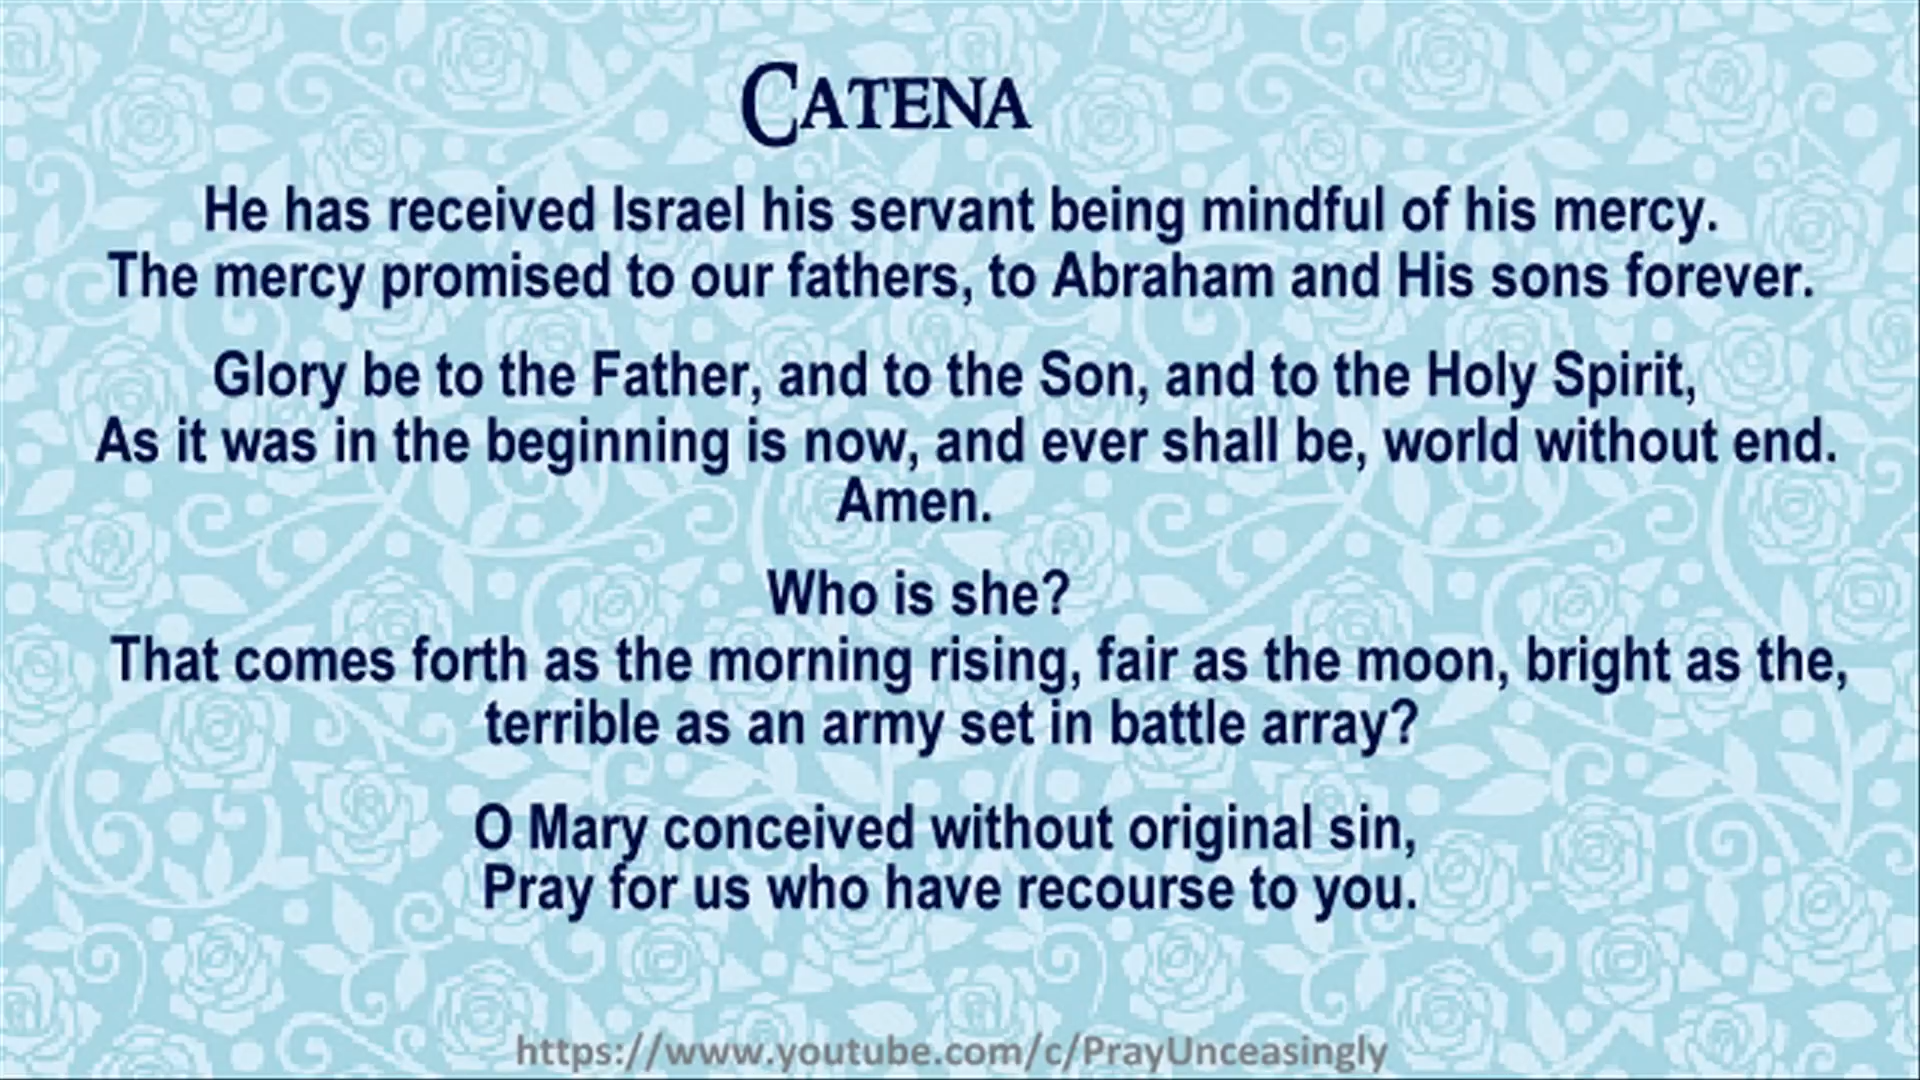 CATENA
He has received Israel his servant being mindful of his mercy.
The mercy promised to our fathers, to Abraham and His sons forever.
Glory be to the Father, and to the Son, and to the Holy Spirit,
As it was in the beginning is now, and ever shall be, world without end.
Amen.
Who is she?
That comes forth as the morning rising, fair as the moon, bright as the,
terrible as an army set in battle array?
O Mary conceived without original sin,
Pray for us who have recourse to you.
https://www.youtube.com/c/PrayUnceasingly